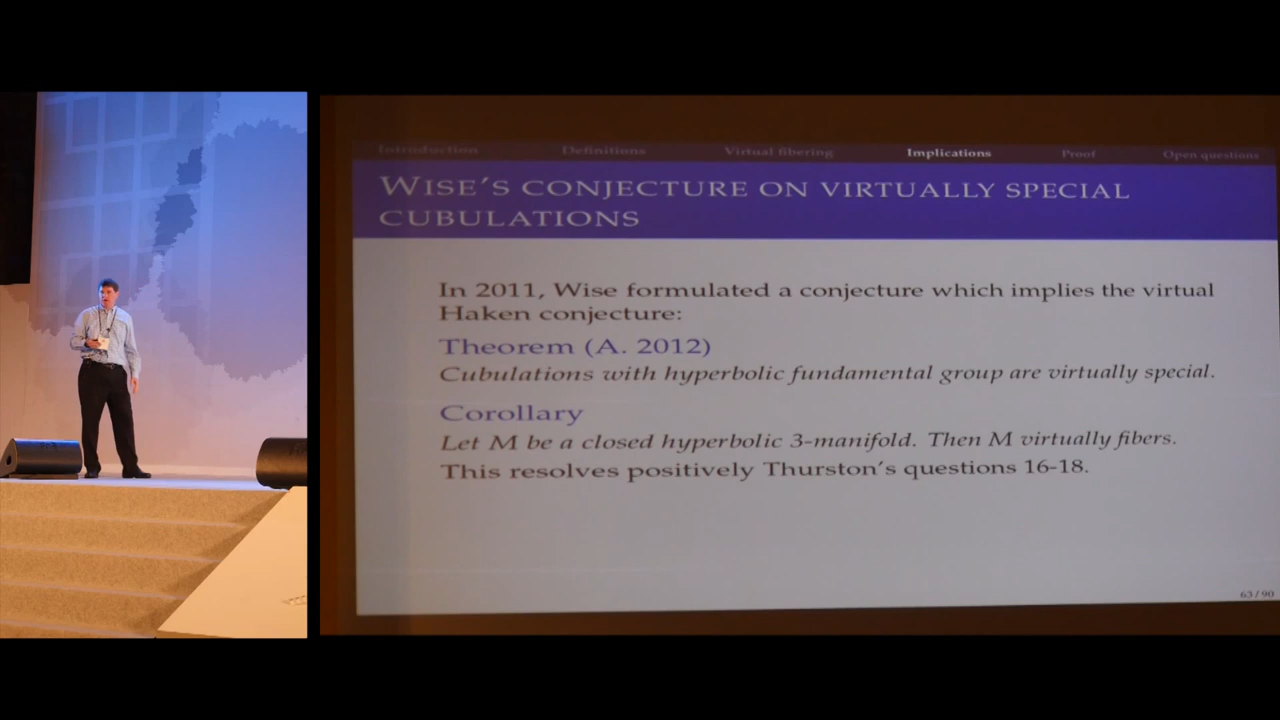 Introduction Definitions Virtual fibering Implications Proof Open questions
WISE'S CONJECTURE ON VIRTUALLY SPECIAL
CUBULATIONS
In 2011, Wise formulated a conjecture which implies the virtual
Haken conjecture:
Theorem (A. 2012)
Cubulations with hyperbolic fundamental group are virtually special.
Corollary
Let M be a closed hyperbolic 3-manifold. Then M virtually fibers.
This resolves positively Thurston's questions 16-18.
63 / 90